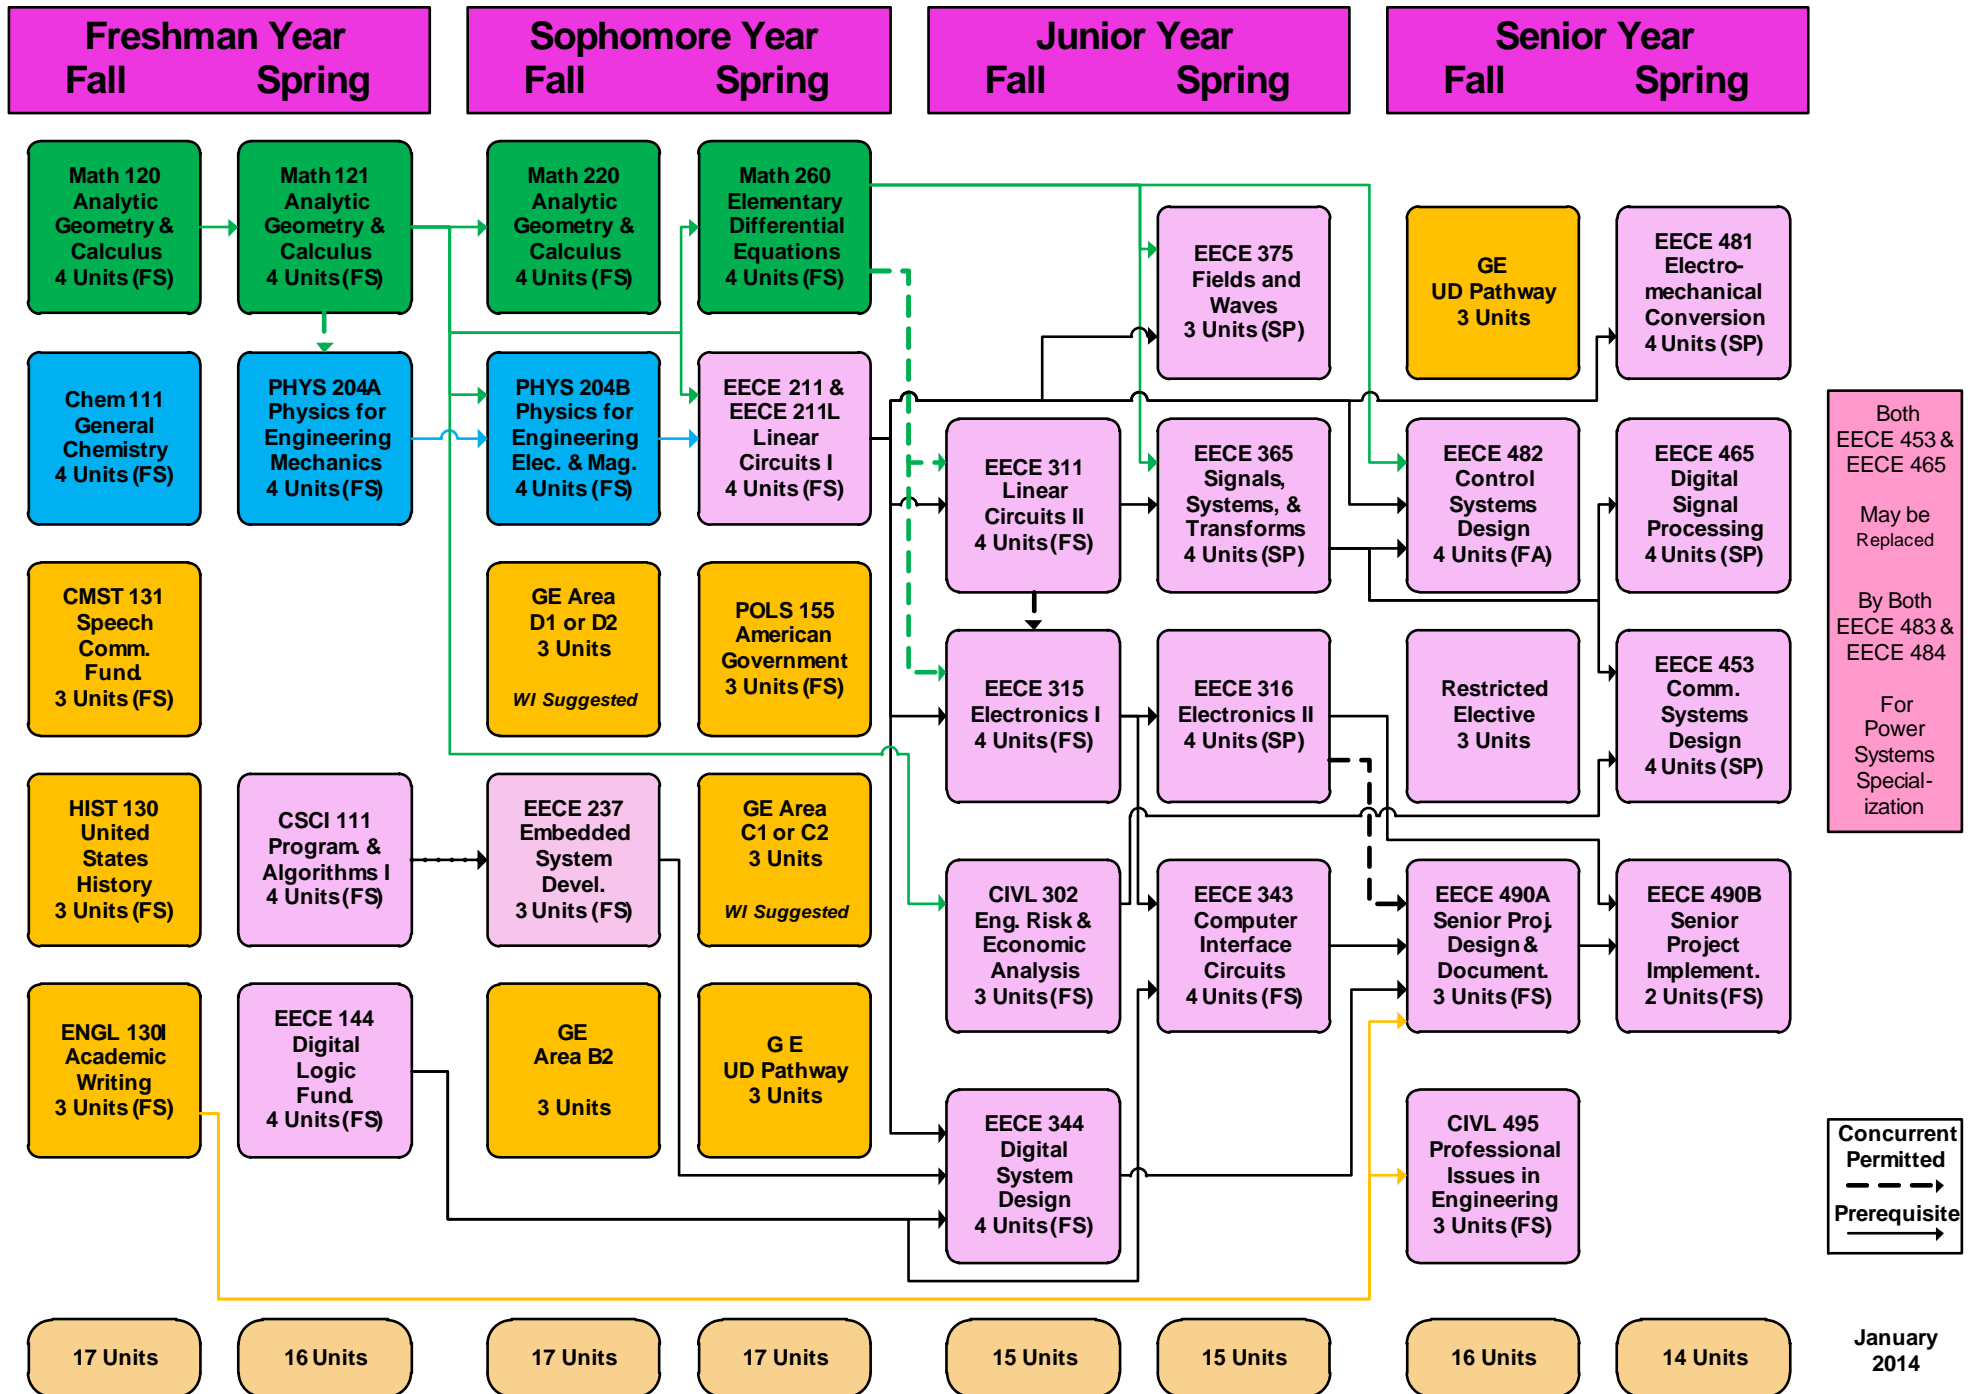 Freshman Year
Fall Spring
Sophomore Year
Fall Spring
Junior Year
Fall Spring
Senior Year
Fall Spring
Math 120
Analytic
Geometry &
Calculus
4 Units (FS)
Math 121
Analytic
Geometry &
Calculus
4 Units (FS)
Math 220
Analytic
Geometry &
Calculus
4 Units (FS)
Math 260
Elementary
Differential
Equations
4 Units (FS)
EECE 375
Fields and
Waves
3 Units (SP)
GE
UD Pathway
3 Units
EECE 481
Electro-
mechanical
Conversion
4 Units (SP)
Chem 111
General
Chemistry
4 Units (FS)
PHYS 204A
Physics for
Engineering
Mechanics
4 Units (FS)
PHYS 204B
Physics for
Engineering
Elec. & Mag.
4 Units (FS)
EECE 211 &
EECE 211L
Linear
Circuits I
4 Units (FS)
EECE 311
Linear
Circuits II
4 Units (FS)
EECE 365
Signals,
Systems, &
Transforms
4 Units (SP)
EECE 482
Control
Systems
Design
4 Units (FA)
EECE 465
Digital
Signal
Processing
4 Units (SP)
Both
EECE 453 &
EECE 465
May be
Replaced
By Both
EECE 483 &
EECE 484
For
Power
Systems
Special-
ization
CMST 131
Speech
Comm.
Fund.
3 Units (FS)
GE Area
D1 or D2
3 Units
WI Suggested
POLS 155
American
Government
3 Units (FS)
EECE 315
Electronics I
4 Units (FS)
EECE 316
Electronics II
4 Units (SP)
Restricted
Elective
3 Units
EECE 453
Comm.
Systems
Design
4 Units (SP)
HIST 130
United
States
History
3 Units (FS)
CSCI 111
Program. &
Algorithms I
4 Units (FS)
EECE 237
Embedded
System
Devel.
3 Units (FS)
GE Area
C1 or C2
3 Units
WI Suggested
CIVL 302
Eng. Risk &
Economic
Analysis
3 Units (FS)
EECE 343
Computer
Interface
Circuits
4 Units (FS)
EECE 490A
Senior Proj.
Design &
Document.
3 Units (FS)
EECE 490B
Senior
Project
Implement.
2 Units (FS)
ENGL 130I
Academic
Writing
3 Units (FS)
EECE 144
Digital
Logic
Fund.
4 Units (FS)
GE
Area B2
3 Units
G E
UD Pathway
3 Units
EECE 344
Digital
System
Design
4 Units (FS)
CIVL 495
Professional
Issues in
Engineering
3 Units (FS)
Concurrent
Permitted
Prerequisite
17 Units
16 Units
17 Units
17 Units
15 Units
15 Units
16 Units
14 Units
January
2014